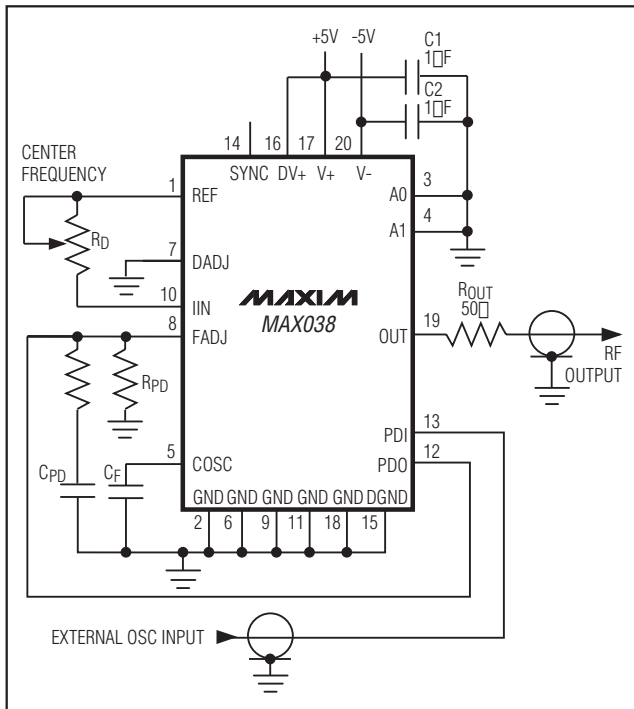 +5V -5V
C1
1▯F
C2
1▯F
14 16 17 20
SYNC DV+ V+ V-
CENTER
FREQUENCY
1 REF
A0 3
A1 4
RD
7 DADJ
10 IIN
8 FADJ
MAXIM
MAX038
OUT 19
ROUT
50▯
RF
OUTPUT
RPD
PDI 13
PDO 12
5 COSC
CPD
CF
GND GND GND GND GND DGND
2 6 9 11 18 15
EXTERNAL OSC INPUT